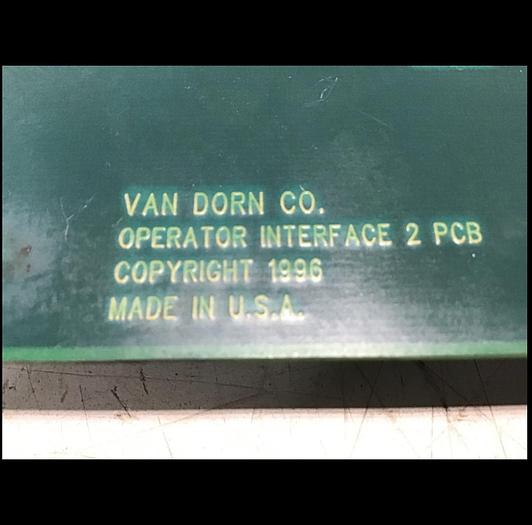 VAN DORN CO.
OPERATOR INTERFACE 2 PCB
COPYRIGHT 1996
MADE IN U.S.A.